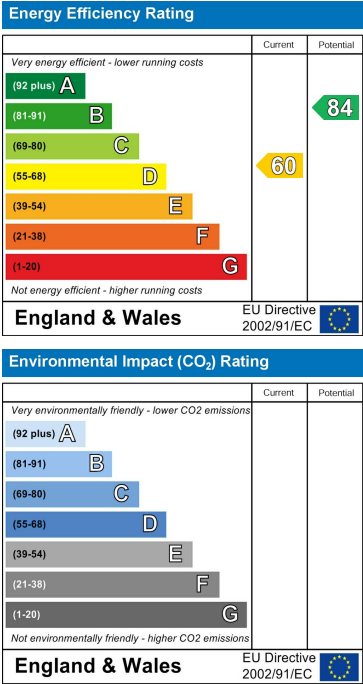 Energy Efficiency Rating
Current Potential
Very energy efficient - lower running costs
(92 plus) A
(81-91) B
(69-80) C
(55-68) D
(39-54) E
(21-38) F
(1-20) G
84
60
Not energy efficient - higher running costs
England & Wales
EU Directive
2002/91/EC
Environmental Impact (CO₂) Rating
Current Potential
Very environmentally friendly - lower CO2 emissions
(92 plus) A
(81-91) B
(69-80) C
(55-68) D
(39-54) E
(21-38) F
(1-20) G
Not environmentally friendly - higher CO2 emissions
England & Wales
EU Directive
2002/91/EC